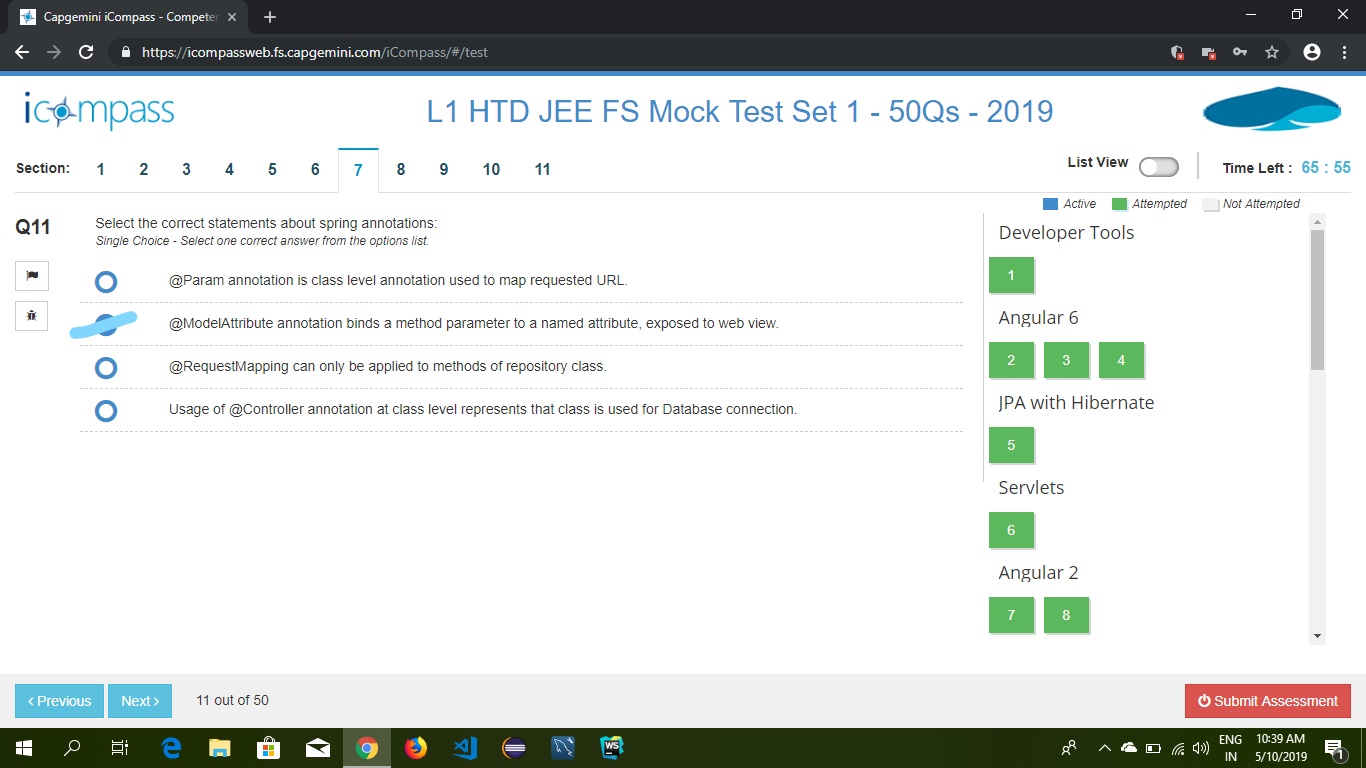 Capgemini iCompass - Competen
https://icompassweb.fs.capgemini.com/iCompass/#/test
icompass
L1 HTD JEE FS Mock Test Set 1 - 50Qs - 2019
Section: 1 2 3 4 5 6 7 8 9 10 11
List View
Time Left : 65 : 55
Active Attempted Not Attempted
Q11
Select the correct statements about spring annotations:
Single Choice - Select one correct answer from the options list.
@Param annotation is class level annotation used to map requested URL.
@ModelAttribute annotation binds a method parameter to a named attribute, exposed to web view.
@RequestMapping can only be applied to methods of repository class.
Usage of @Controller annotation at class level represents that class is used for Database connection.
Developer Tools
1
Angular 6
2 3 4
JPA with Hibernate
5
Servlets
6
Angular 2
7 8
Previous
Next
11 out of 50
Submit Assessment
WS
ENG
IN
10:39 AM
5/10/2019
1